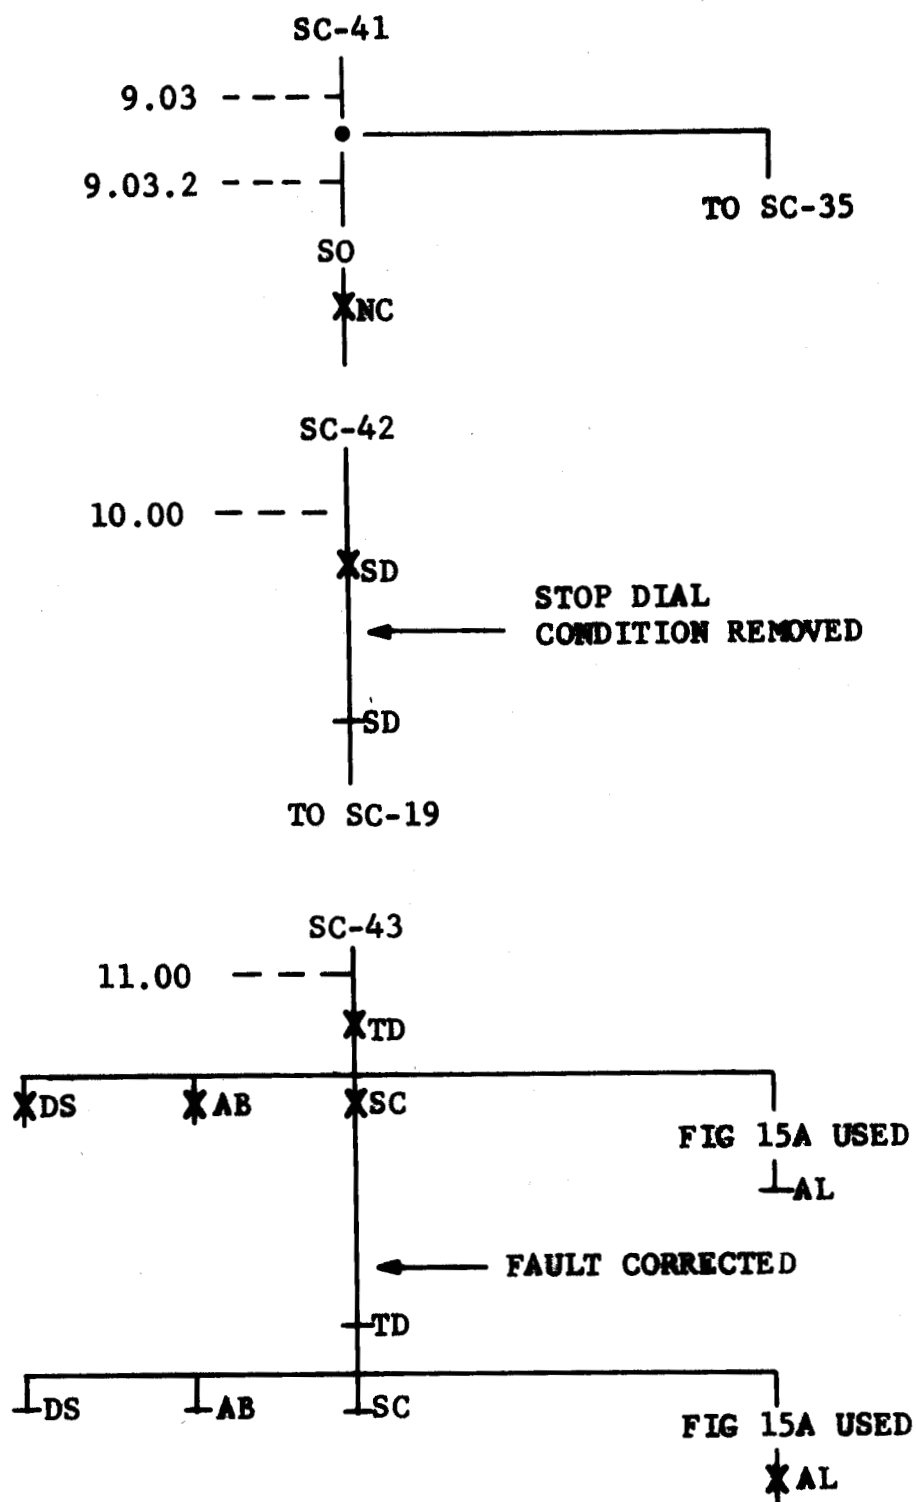 SC-41
9.03
9.03.2
TO SC-35
SO
NC
SC-42
10.00
SD
STOP DIAL
CONDITION REMOVED
SD
TO SC-19
SC-43
11.00
TD
DS
AB
SC
FIG 15A USED
AL
FAULT CORRECTED
TD
DS
AB
SC
FIG 15A USED
AL